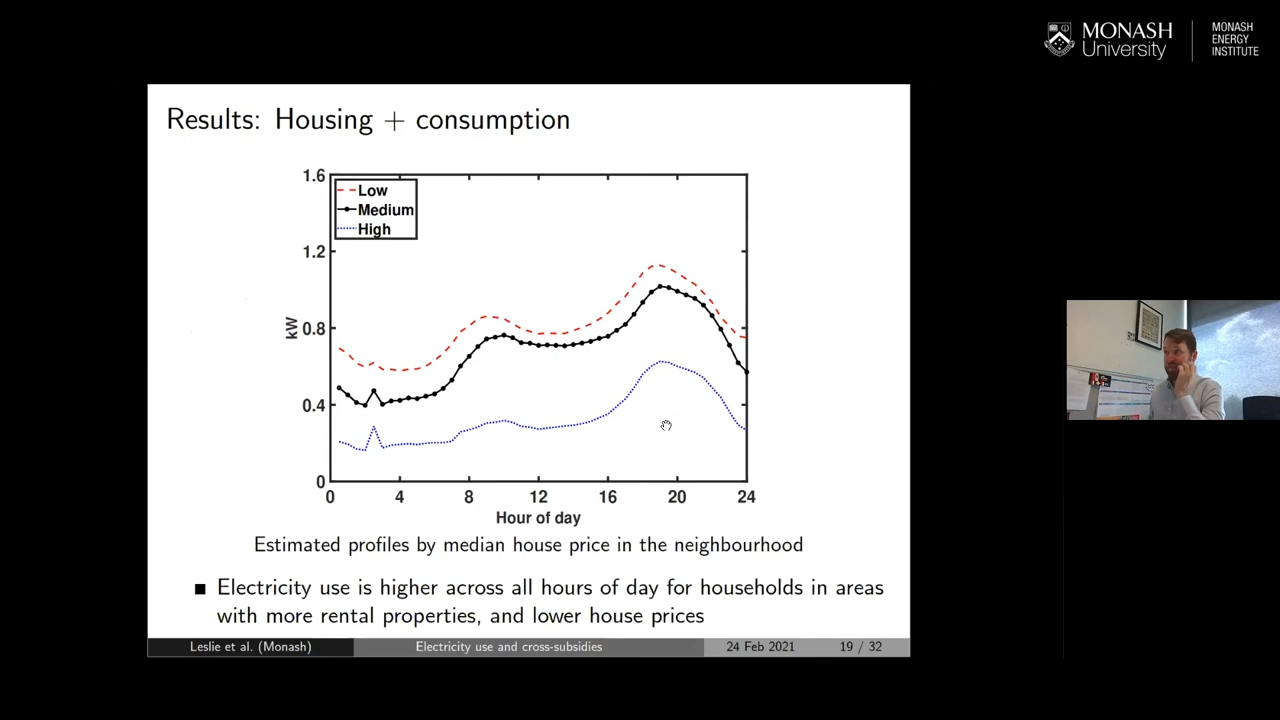 MONASH
University
MONASH
ENERGY
INSTITUTE
Results: Housing + consumption
1.6
1.2
0.8
0.4
0
kW
Low
Medium
High
0 4 8 12 16 20 24
Hour of day
Estimated profiles by median house price in the neighbourhood
Electricity use is higher across all hours of day for households in areas
with more rental properties, and lower house prices
Leslie et al. (Monash) Electricity use and cross-subsidies 24 Feb 2021 19 / 32